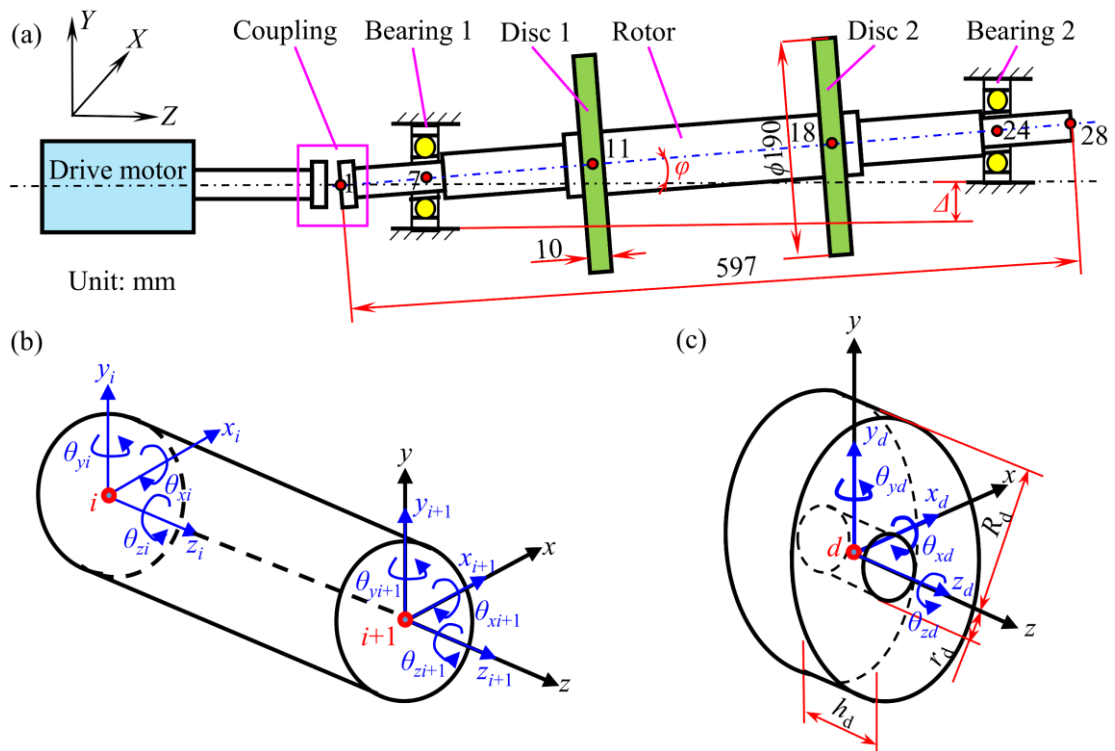 (a)
Y
X
Z
Coupling
Bearing 1
Disc 1
Rotor
Disc 2
Bearing 2
Drive motor
1
7
11
φ
ϕ190
18
24
28
Δ
10
597
Unit: mm
(b)
y_i
x_i
θ_yi
θ_xi
i
θ_zi
z_i
y
y_i+1
x
x_i+1
θ_yi+1
θ_xi+1
i+1
θ_zi+1
z_i+1
z
(c)
y
y_d
x
θ_yd
x_d
R_d
d
θ_xd
z_d
θ_zd
z
r_d
h_d